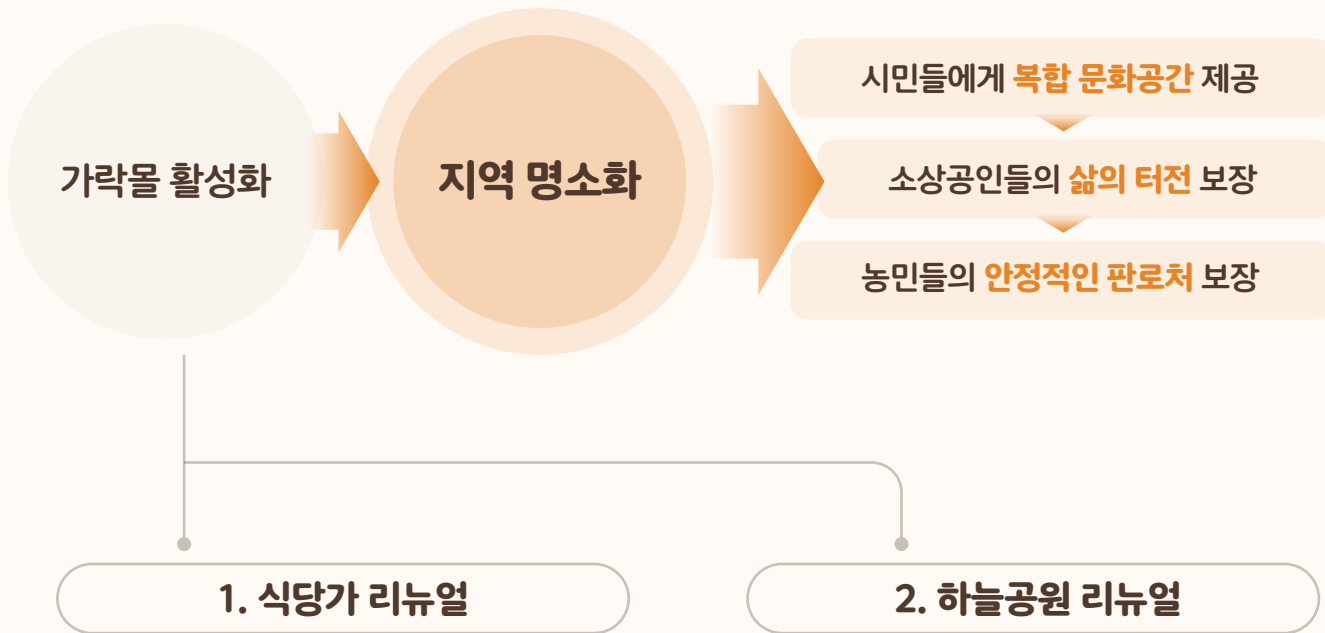 가락몰 활성화
지역 명소화
시민들에게 복합 문화공간 제공
소상공인들의 삶의 터전 보장
농민들의 안정적인 판로처 보장
1. 식당가 리뉴얼
2. 하늘공원 리뉴얼